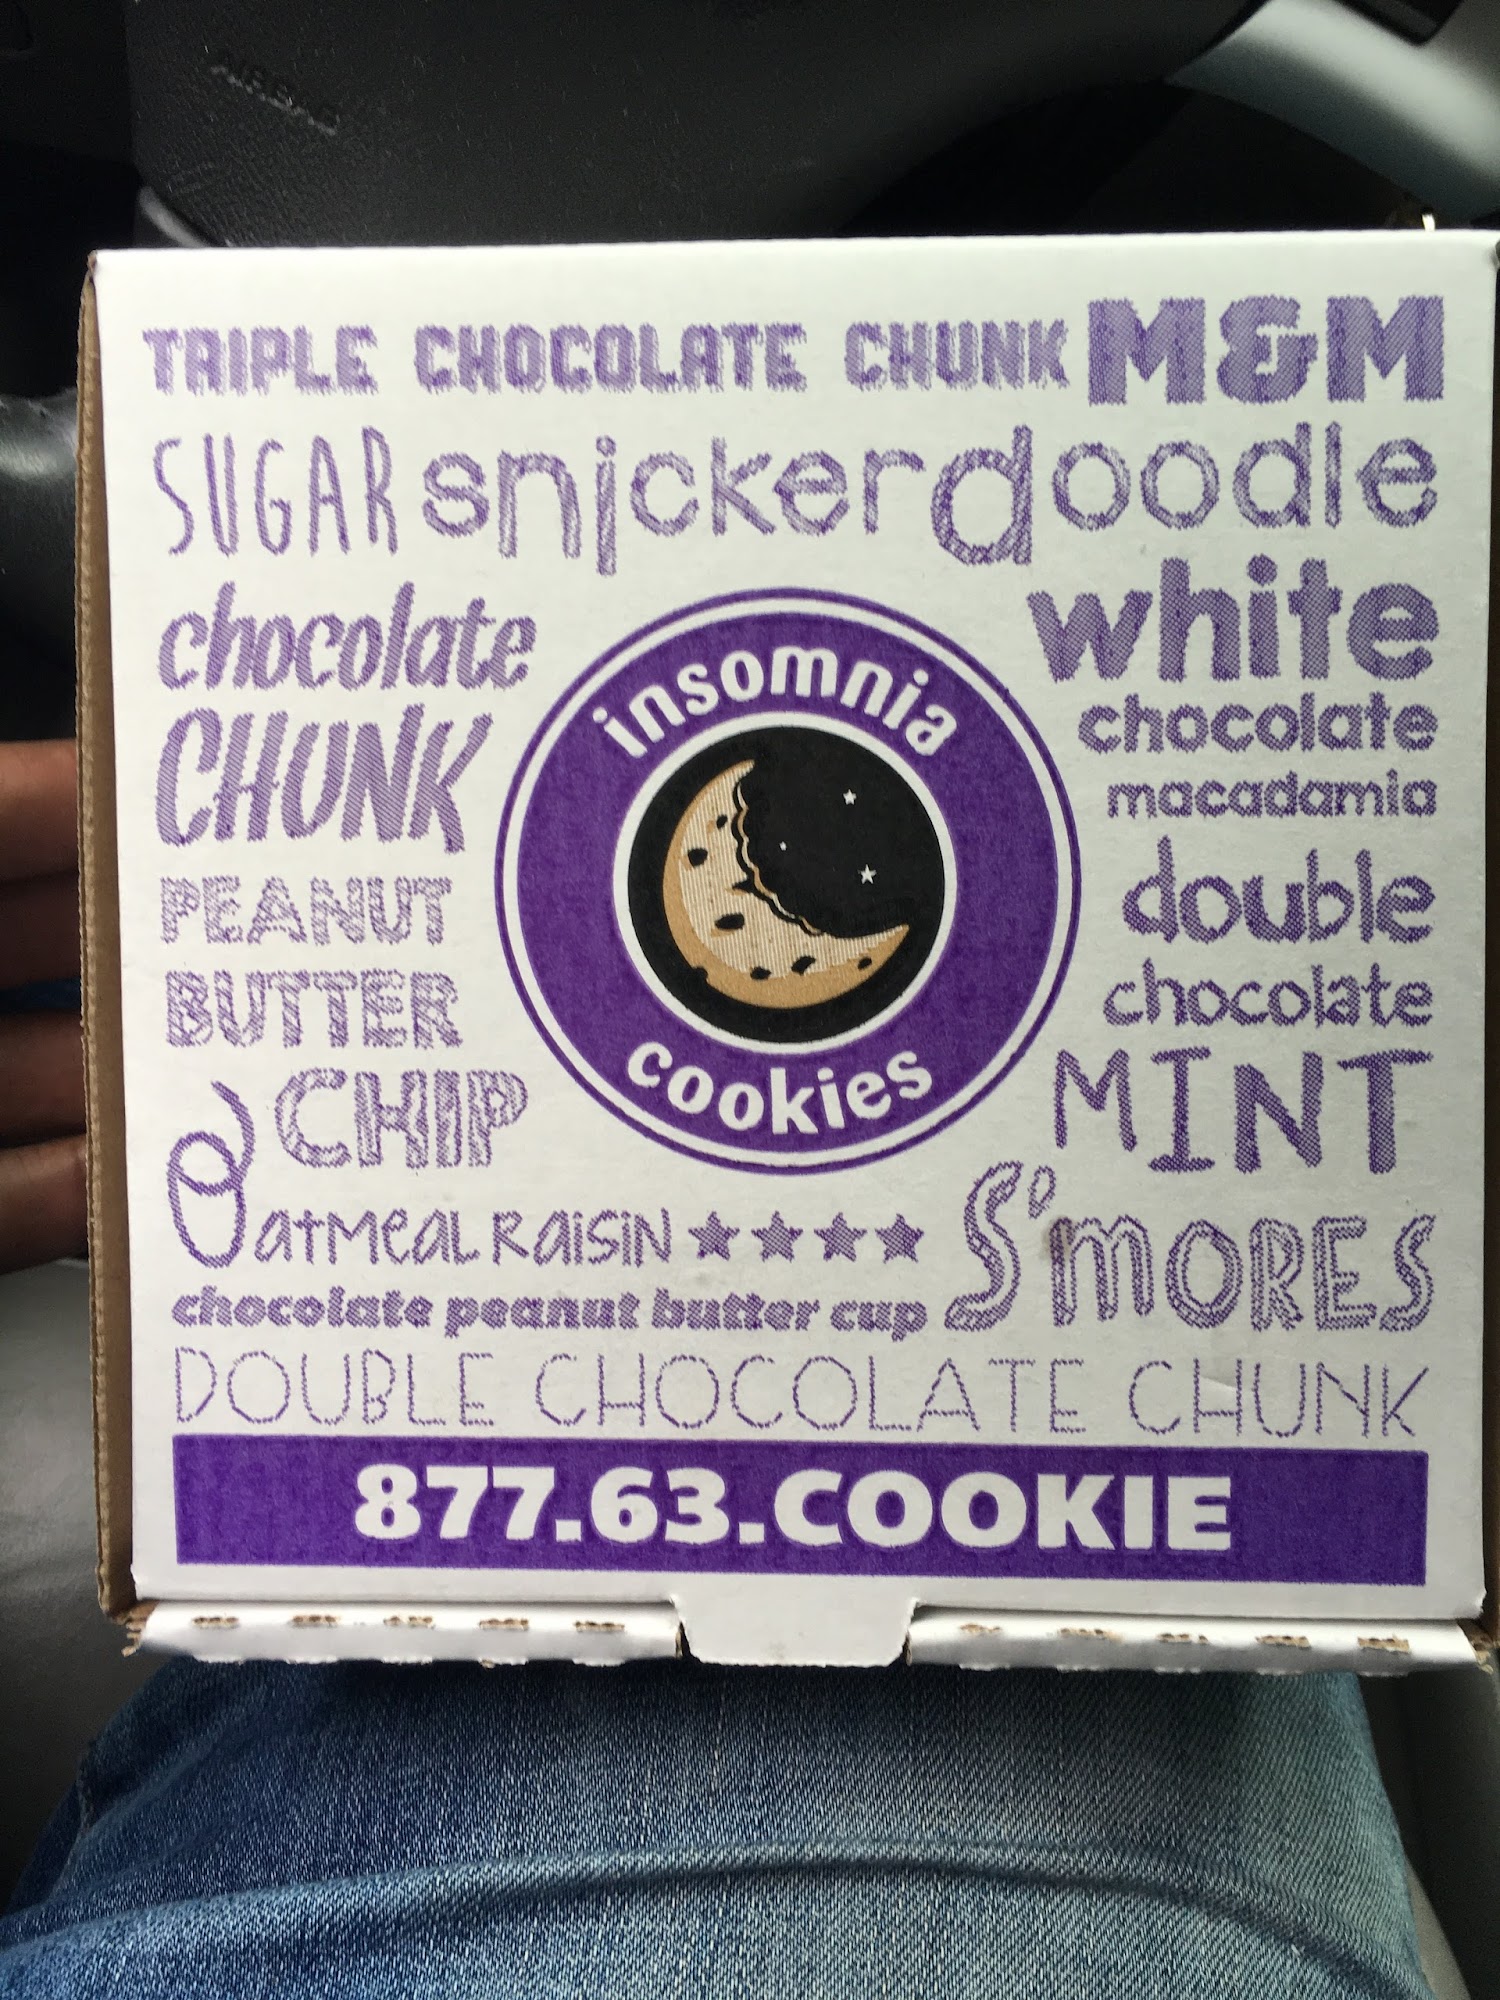 AIRBAG
TRIPLE CHOCOLATE CHUNK M&M
SUGAR snickerdoodle
chocolate
CHUNK
PEANUT
BUTTER
CHIP
white
chocolate
macadamia
double
chocolate
MINT
insomnia
cookies
Oatmeal Raisin ★★★★ S'mores
chocolate peanut butter cup
DOUBLE CHOCOLATE CHUNK
877.63.COOKIE